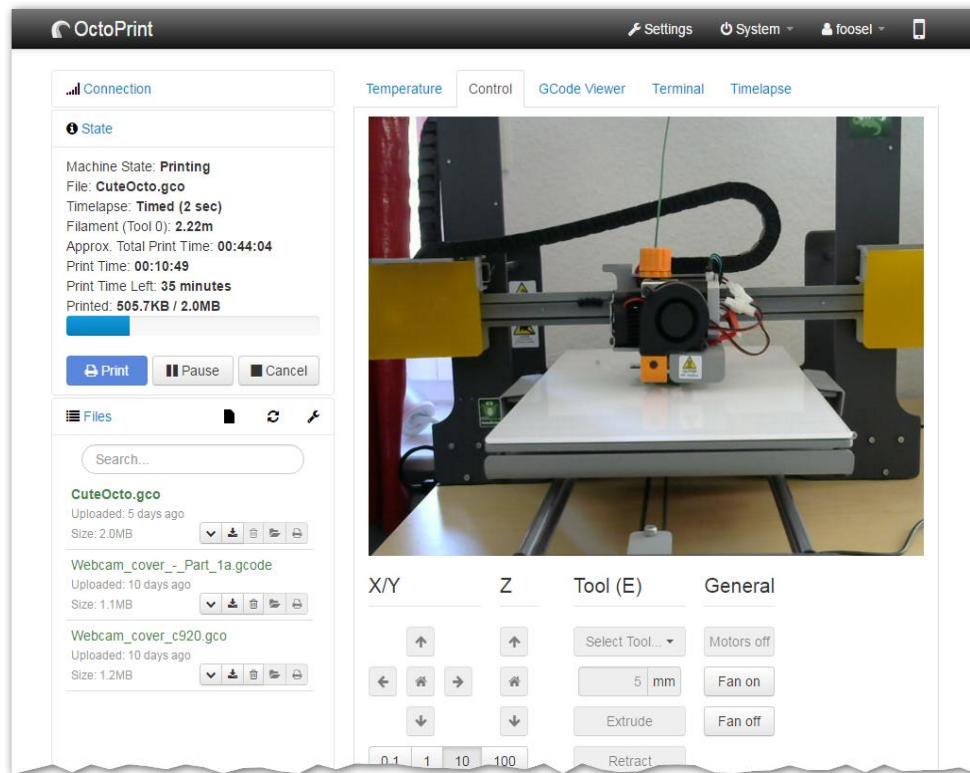 OctoPrint
Settings System foosel
Connection
State
Machine State: Printing
File: CuteOcto.gco
Timelapse: Timed (2 sec)
Filament (Tool 0): 2.22m
Approx. Total Print Time: 00:44:04
Print Time: 00:10:49
Print Time Left: 35 minutes
Printed: 505.7KB / 2.0MB
Print Pause Cancel
Files
Search...
CuteOcto.gco
Uploaded: 5 days ago
Size: 2.0MB
Webcam_cover_-_Part_1a.gcode
Uploaded: 10 days ago
Size: 1.1MB
Webcam_cover_c920.gco
Uploaded: 10 days ago
Size: 1.2MB
Temperature Control GCode Viewer Terminal Timelapse
X/Y Z Tool (E) General
Select Tool... Motors off
5 mm Fan on
Extrude Fan off
0.1 1 10 100 Retract